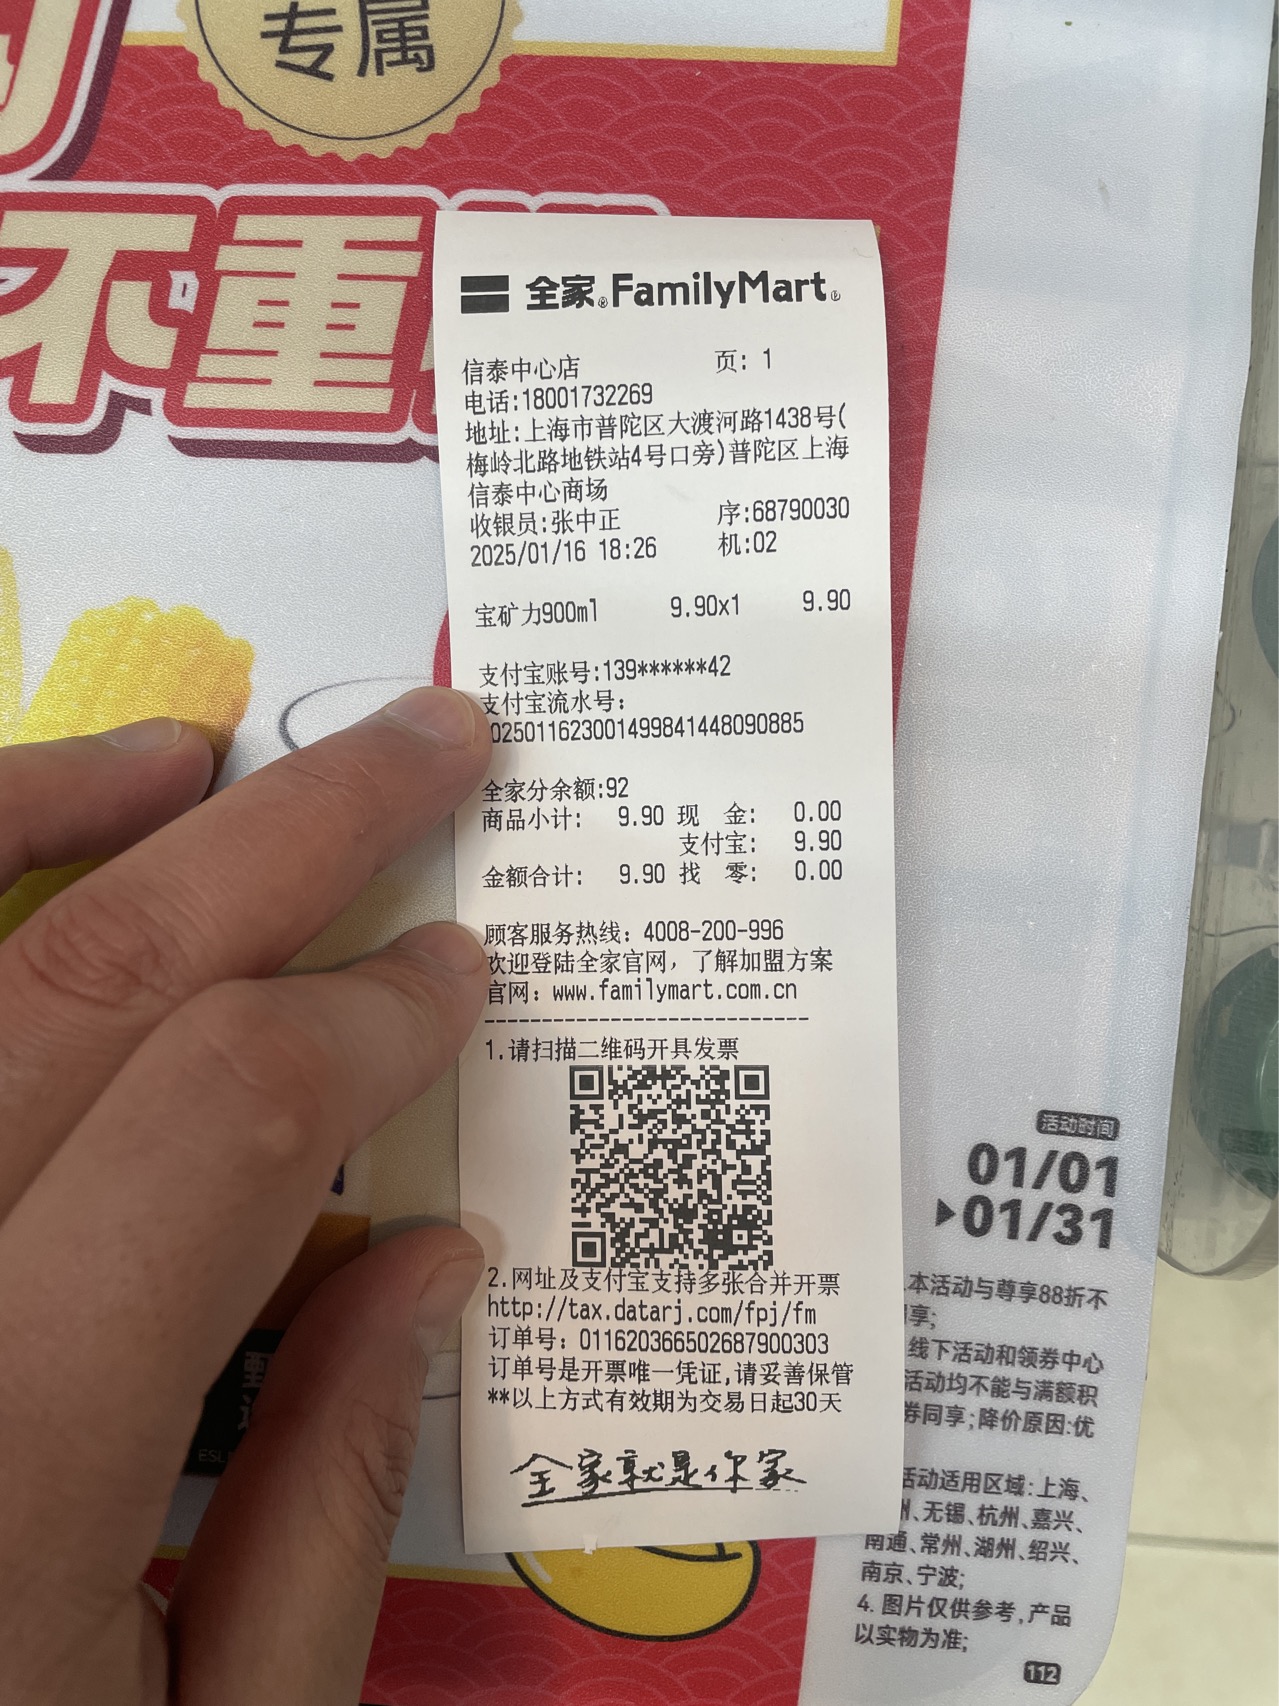 专属
不重
全家®FamilyMart®
信泰中心店 页: 1
电话:18001732269
地址:上海市普陀区大渡河路1438号(
梅岭北路地铁站4号口旁)普陀区上海
信泰中心商场
收银员:张中正 序:68790030
2025/01/16 18:26 机:02
宝矿力900ml 9.90x1 9.90
支付宝账号:139******42
支付宝流水号:
025011623001499841448090885
全家分余额:92
商品小计: 9.90 现 金: 0.00
支付宝: 9.90
金额合计: 9.90 找 零: 0.00
顾客服务热线: 4008-200-996
欢迎登陆全家官网，了解加盟方案
官网: www.familymart.com.cn
---------------------------
1.请扫描二维码开具发票
2.网址及支付宝支持多张合并开票
http://tax.datarj.com/fpj/fm
订单号: 011620366502687900303
订单号是开票唯一凭证,请妥善保管
**以上方式有效期为交易日起30天
全家就是你家
活动时间
01/01
▶01/31
本活动与尊享88折不
享;
线下活动和领券中心
活动均不能与满额积
券同享;降价原因:优
活动适用区域:上海、
州、无锡、杭州、嘉兴、
南通、常州、湖州、绍兴、
南京、宁波;
4. 图片仅供参考,产品
以实物为准;
112